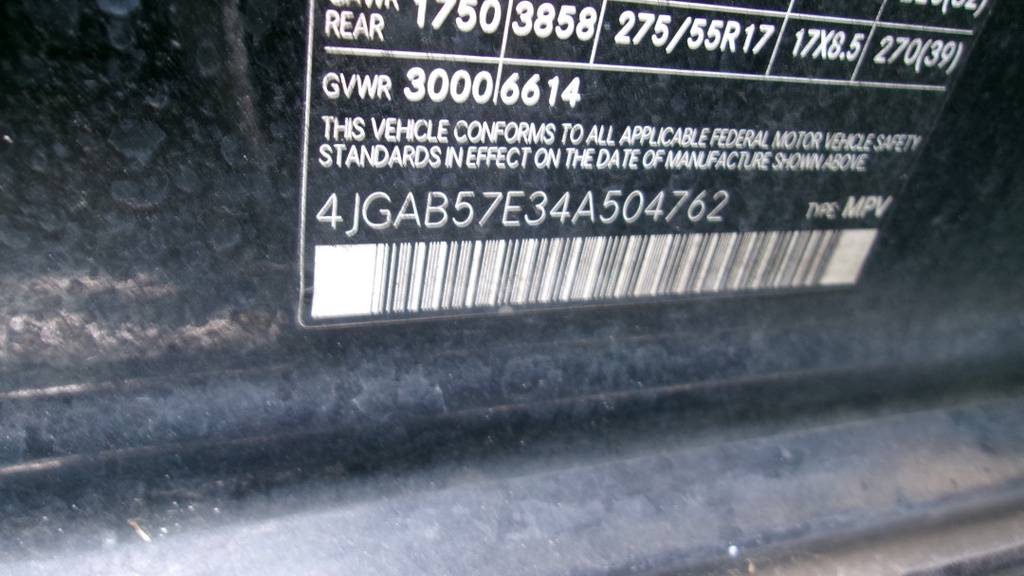 REAR 1750 3858 275/55R17 17X8.5 270(39)
GVWR 3000 6614
THIS VEHICLE CONFORMS TO ALL APPLICABLE FEDERAL MOTOR VEHICLE SAFETY
STANDARDS IN EFFECT ON THE DATE OF MANUFACTURE SHOWN ABOVE
4JGAB57E34A504762 TYPE: MPV